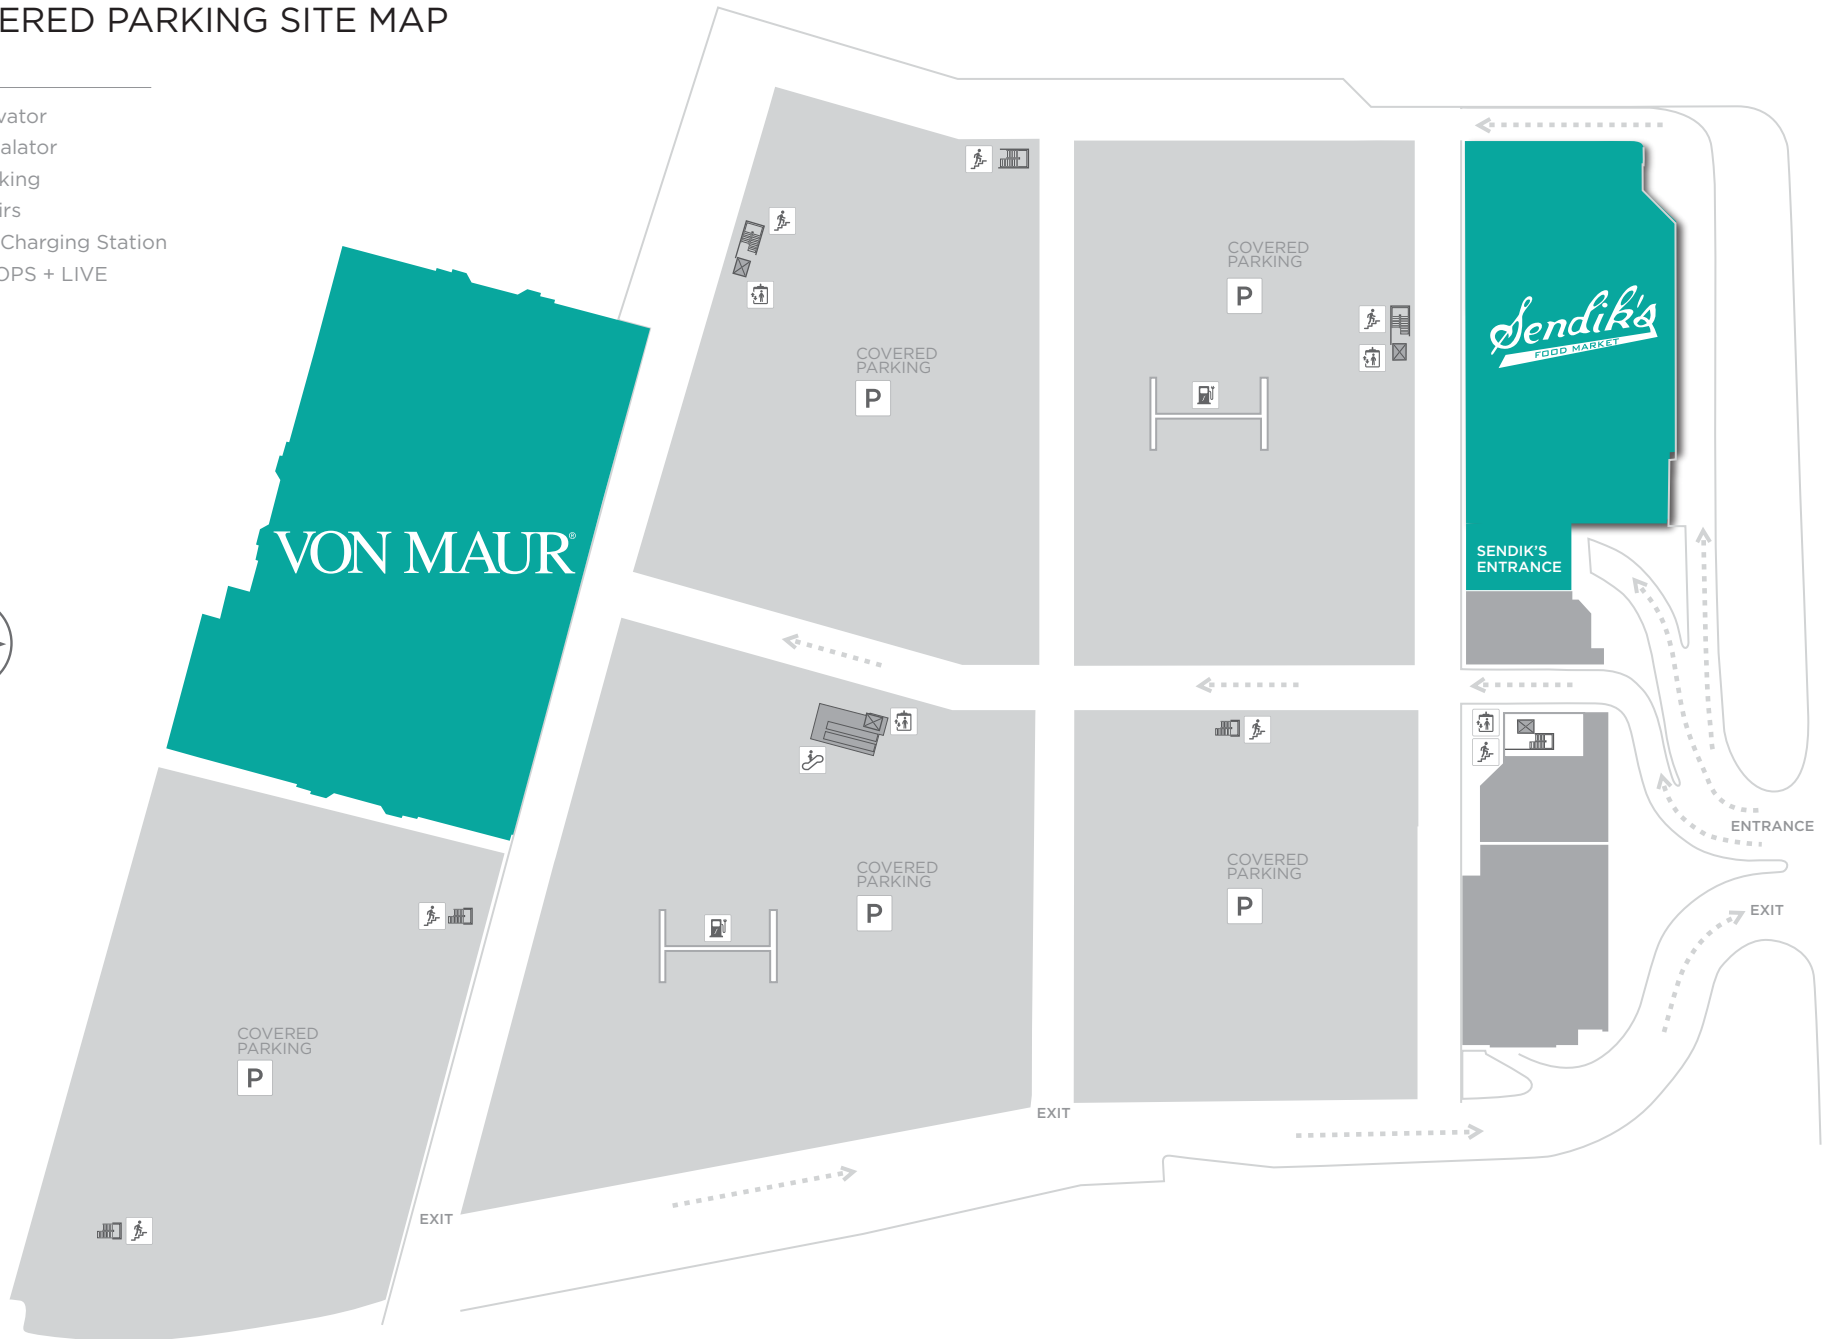 ERED PARKING SITE MAP
vator
alator
king
irs
Charging Station
OPS + LIVE
COVERED
PARKING
P
COVERED
PARKING
P
Sendik's
FOOD MARKET
VON MAUR®
SENDIK'S
ENTRANCE
ENTRANCE
COVERED
PARKING
P
COVERED
PARKING
P
EXIT
COVERED
PARKING
P
EXIT
EXIT